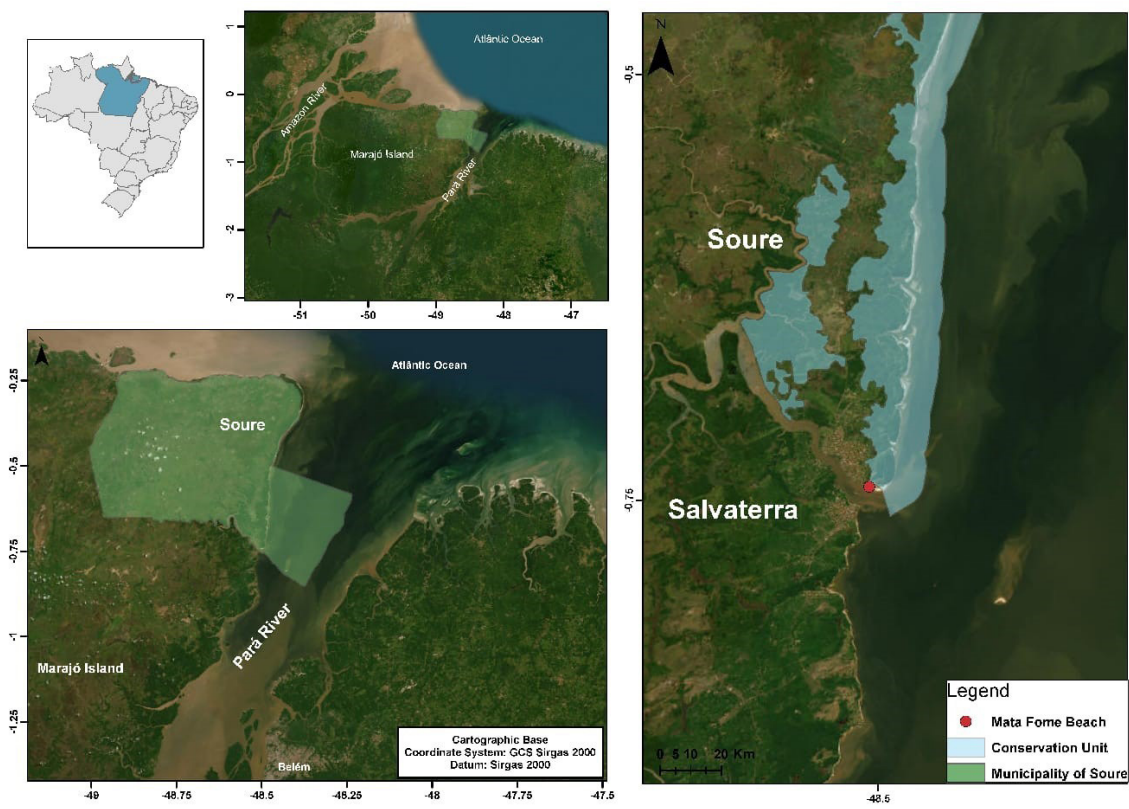 1
0
-1
-2
-3
-51
-50
-49
-48
-47
Atlântic Ocean
Amazon River
Marajó Island
Pará River
-0,25
-0,5
-0,75
-1
-1,25
-49
-48.75
-48.5
-48.25
-48
-47.75
-47.5
Atlântic Ocean
Soure
Pará River
Marajó Island
Belém
Cartographic Base
Coordinate System: GCS Sirgas 2000
Datum: Sirgas 2000
N
-0,5
-0,75
-48.5
Soure
Salvaterra
0 5 10 20 Km
Legend
Mata Fome Beach
Conservation Unit
Municipality of Soure